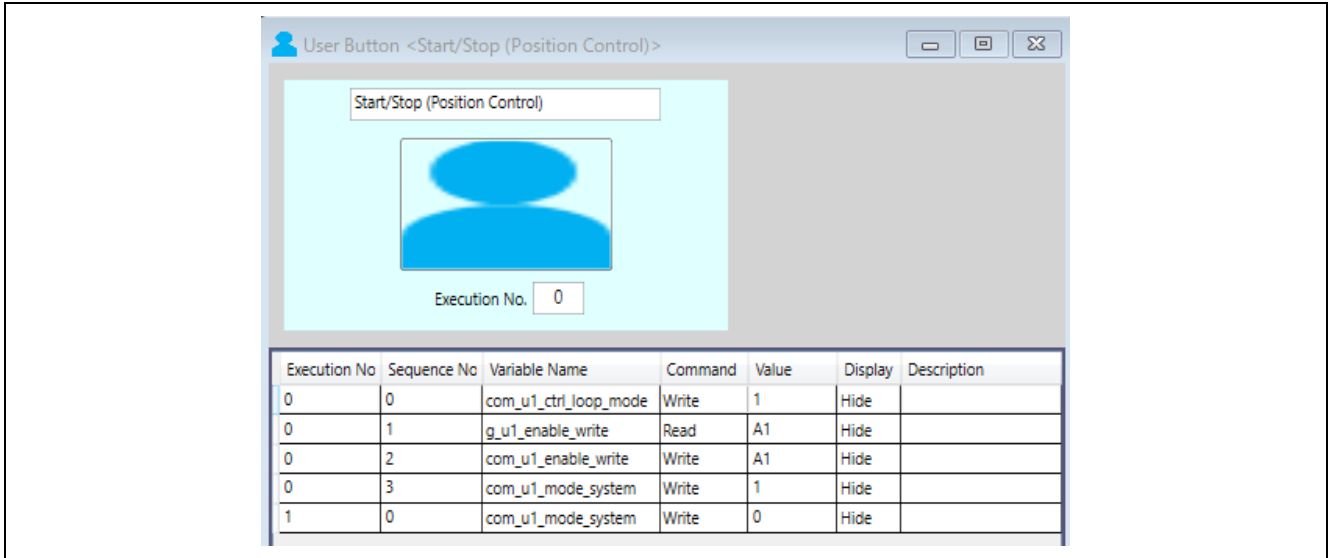 User Button <Start/Stop (Position Control)>
Start/Stop (Position Control)
Execution No. 0
Execution No Sequence No Variable Name Command Value Display Description
0 0 com_u1_ctrl_loop_mode Write 1 Hide
0 1 g_u1_enable_write Read A1 Hide
0 2 com_u1_enable_write Write A1 Hide
0 3 com_u1_mode_system Write 1 Hide
1 0 com_u1_mode_system Write 0 Hide